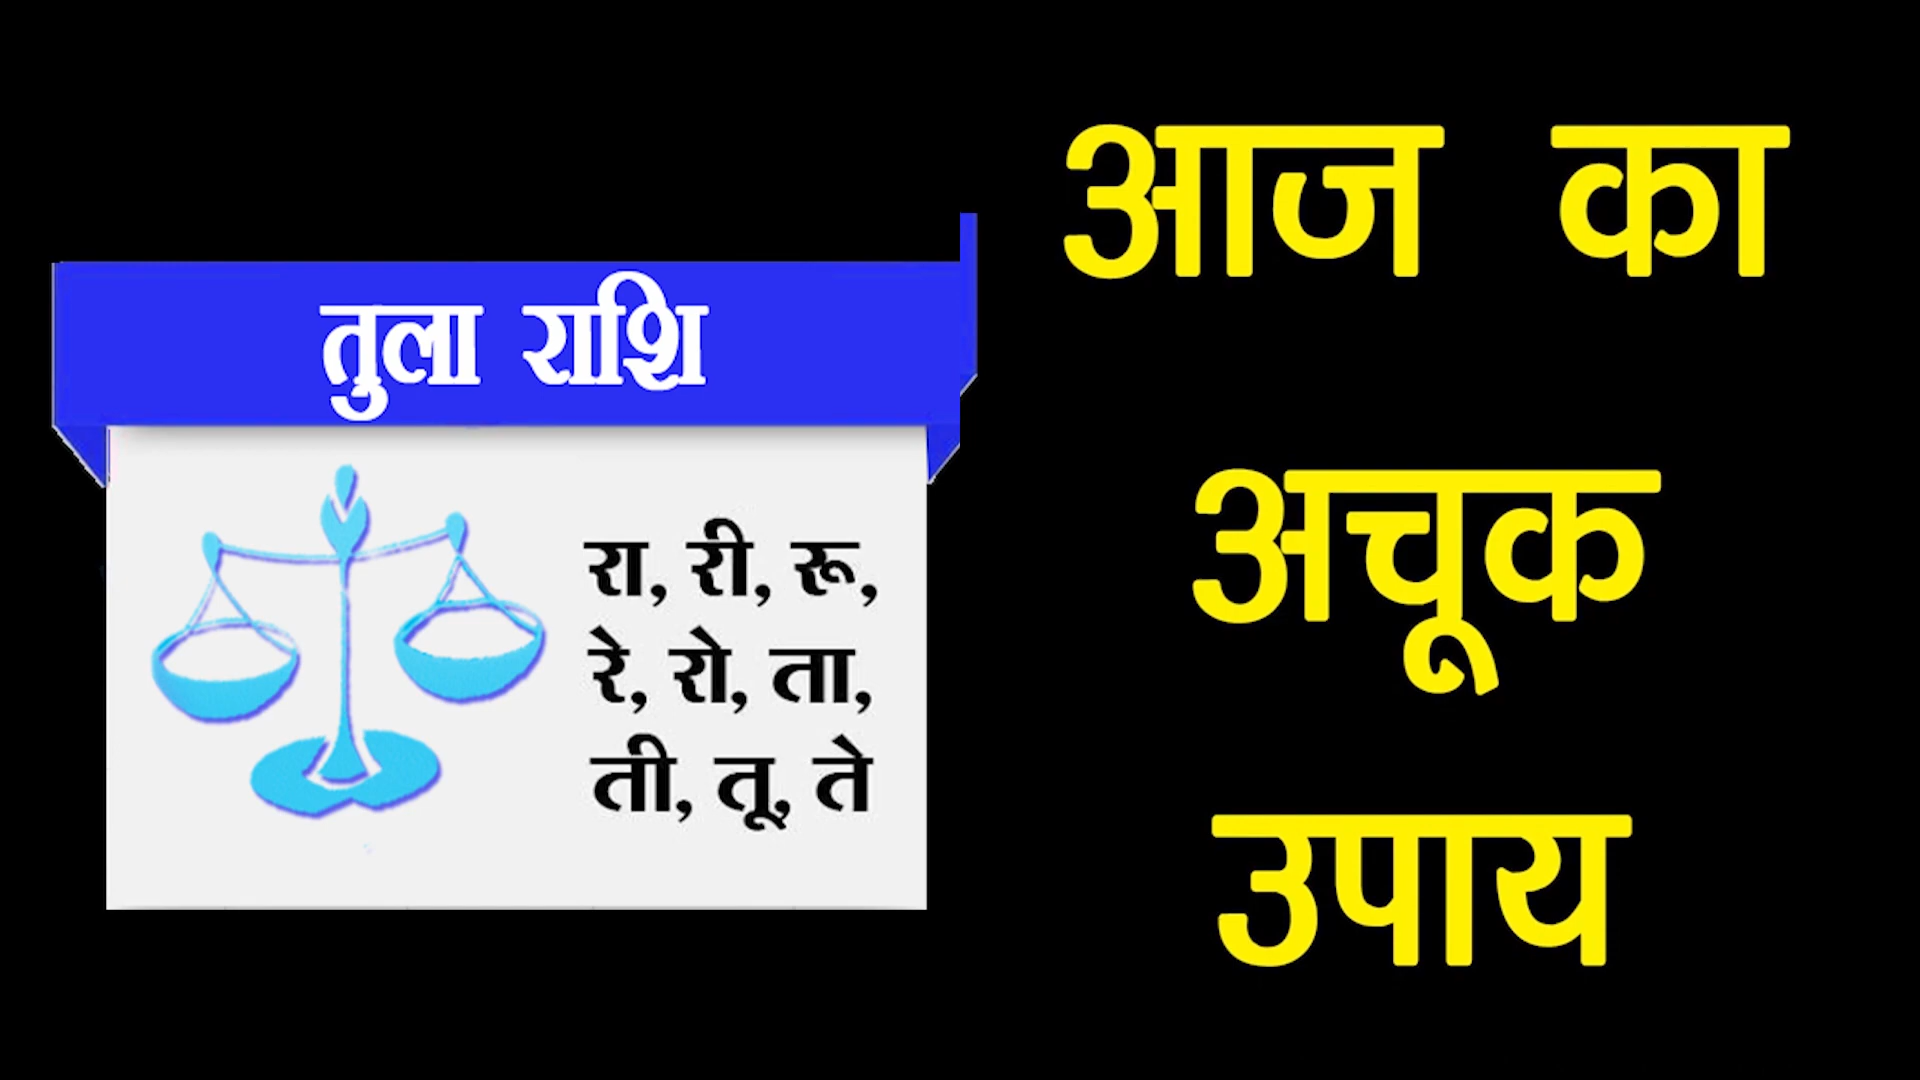 तुला राशि
रा, री, रू,
रे, रो, ता,
ती, तू, ते
आज का
अचूक
उपाय